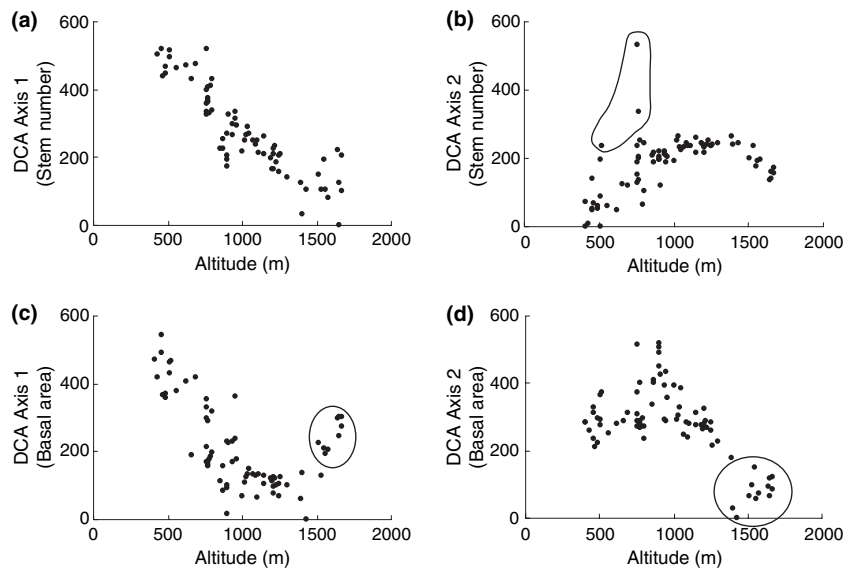 (a)
DCA Axis 1
(Stem number)
600
400
200
0
0 500 1000 1500 2000
Altitude (m)
(b)
DCA Axis 2
(Stem number)
600
400
200
0
0 500 1000 1500 2000
Altitude (m)
(c)
DCA Axis 1
(Basal area)
600
400
200
0
0 500 1000 1500 2000
Altitude (m)
(d)
DCA Axis 2
(Basal area)
600
400
200
0
0 500 1000 1500 2000
Altitude (m)